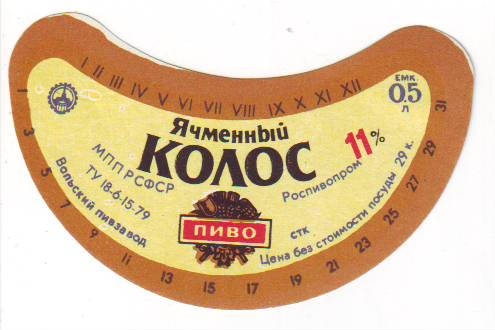 I II III IV V VI VII VIII IX X XI XII
ЕМК.
0.5
л
Ячменный
КОЛОС
11%
МПП РСФСР
ТУ 18-6-15-79
Вольский пивзавод
Роспивопром
ПИВО
СТК
Цена без стоимости посуды 29 к.
1 3 5 7 9 11 13 15 17 19 21 23 25 27 29 31